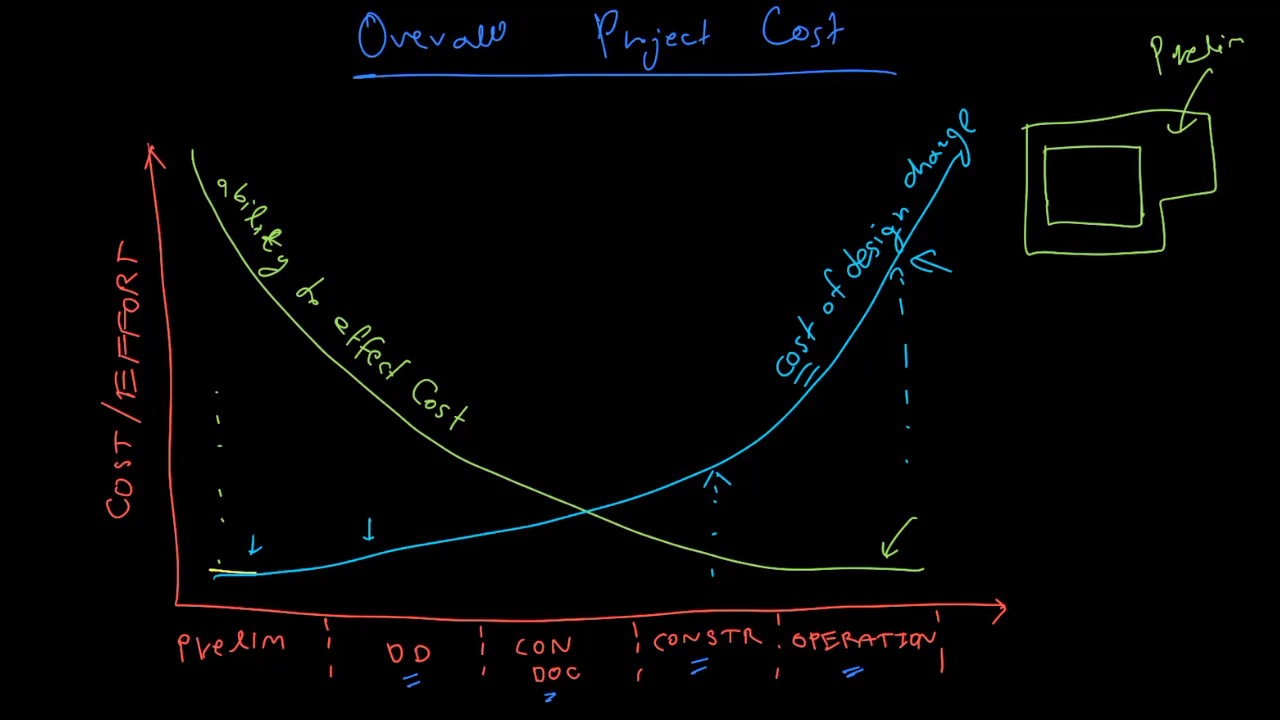 Overall Project Cost
Prelim
ability to effect Cost
cost of design change
COST/EFFORT
PRELIM
DD
CON
DOC
CONSTR
OPERATION